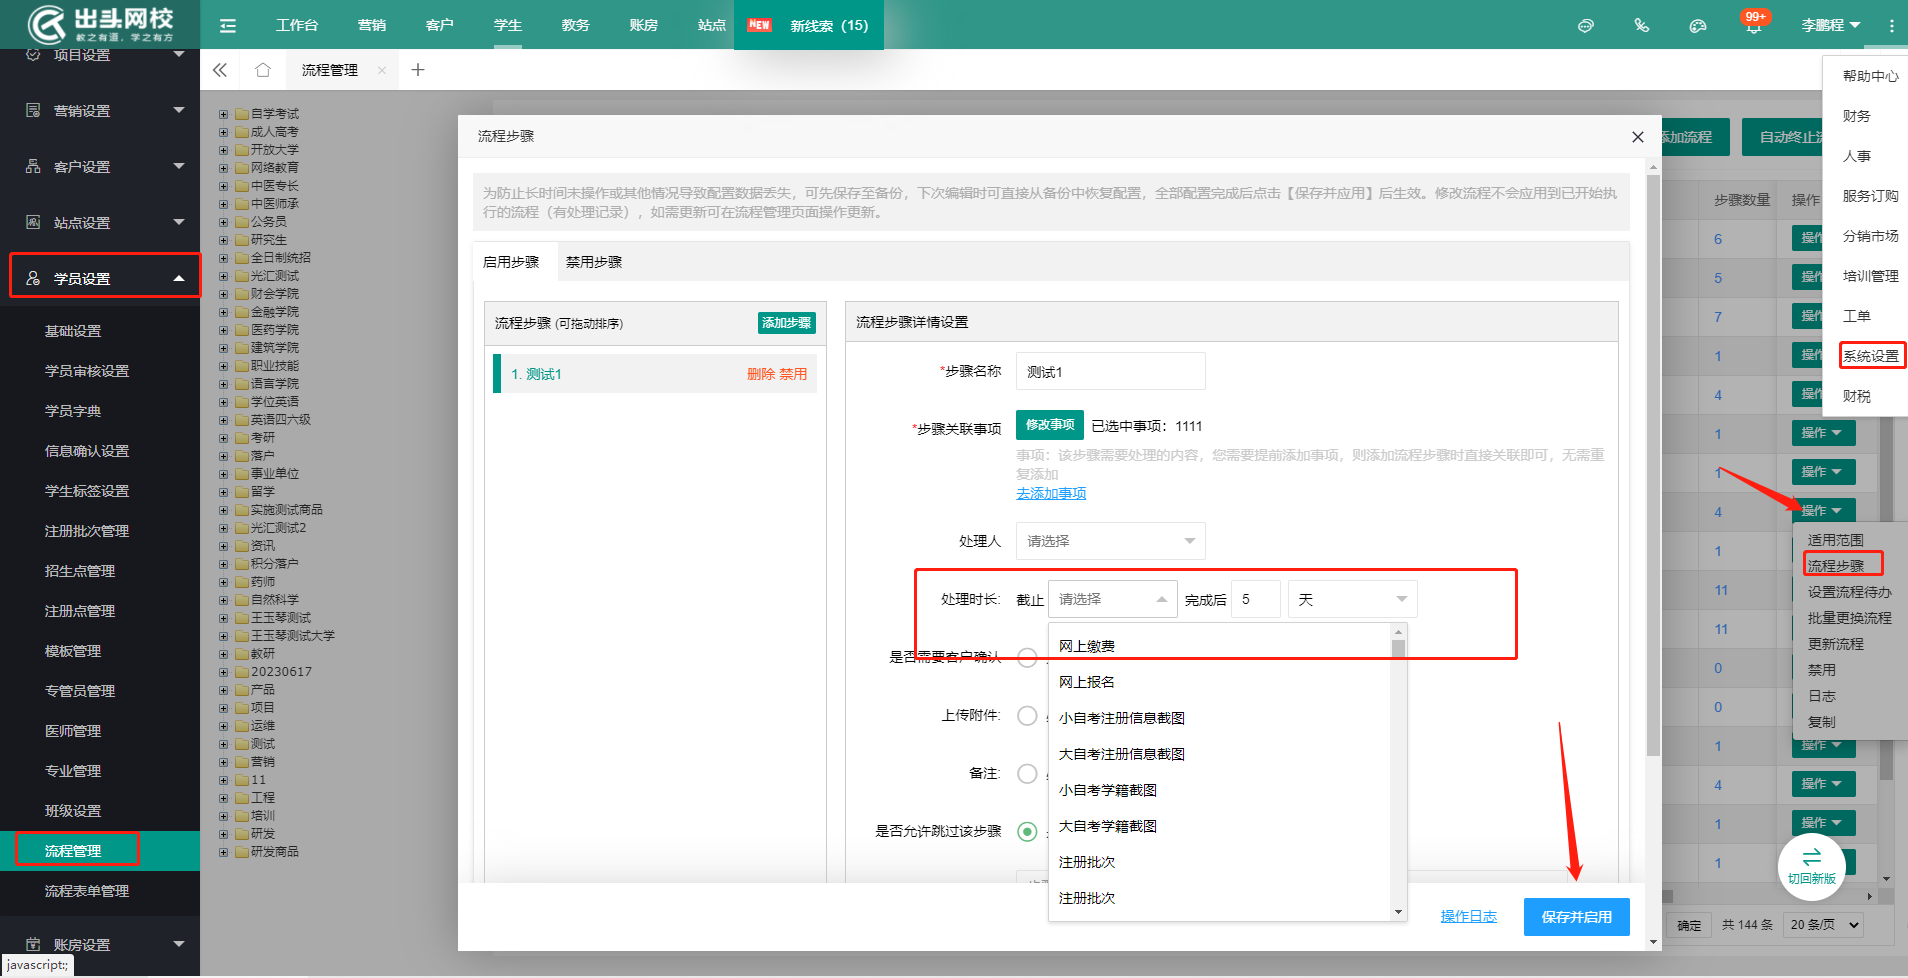 出头网校
教之有道，学之有方
工作台
营销
客户
学生
教务
账房
站点
NEW
新线索（15）
99+
李鹏程
流程管理
项目设置
营销设置
客户设置
站点设置
学员设置
基础设置
学员审核设置
学员字典
信息确认设置
学生标签设置
注册批次管理
招生点管理
注册点管理
模板管理
专管员管理
医师管理
专业管理
班级设置
流程管理
流程表单管理
账房设置
javascript:;
自学考试
成人高考
开放大学
网络教育
中医专长
中医师承
公务员
研究生
全日制统招
光汇测试
财会学院
金融学院
医药学院
建筑学院
职业技能
语言学院
学位英语
英语四六级
考研
落户
事业单位
留学
实施测试商品
光汇测试2
资讯
积分落户
药师
自然科学
王玉琴测试
王玉琴测试大学
教研
20230617
产品
项目
运维
测试
营销
11
工程
培训
研发
研发商品
流程步骤
为防止长时间未操作或其他情况导致配置数据丢失，可先保存至备份，下次编辑时可直接从备份中恢复配置，全部配置完成后点击【保存并应用】后生效。修改流程不会应用到已开始执
行的流程（有处理记录），如需更新可在流程管理页面操作更新。
启用步骤
禁用步骤
流程步骤 (可拖动排序)
添加步骤
1. 测试1
删除 禁用
流程步骤详情设置
*步骤名称
测试1
*步骤关联事项
修改事项
已选中事项：1111
事项：该步骤需要处理的内容，您需要提前添加事项，则添加流程步骤时直接关联即可，无需重
复添加
去添加事项
处理人
请选择
处理时长:
截止
请选择
完成后
5
天
网上缴费
网上报名
小自考注册信息截图
大自考注册信息截图
小自考学籍截图
大自考学籍截图
注册批次
注册批次
是否需要客户确认
上传附件:
备注:
是否允许跳过该步骤
操作日志
保存并启用
添加流程
自动终止流
步骤数量
操作
6
操作
5
操作
7
操作
1
操作
4
操作
1
操作
1
操作
4
操作
1
11
11
0
0
1
操作
4
操作
1
操作
1
适用范围
流程步骤
设置流程待办
批量更换流程
更新流程
禁用
日志
复制
帮助中心
财务
人事
服务订购
分销市场
培训管理
工单
系统设置
财税
切回新版
确定
共 144 条
20 条/页